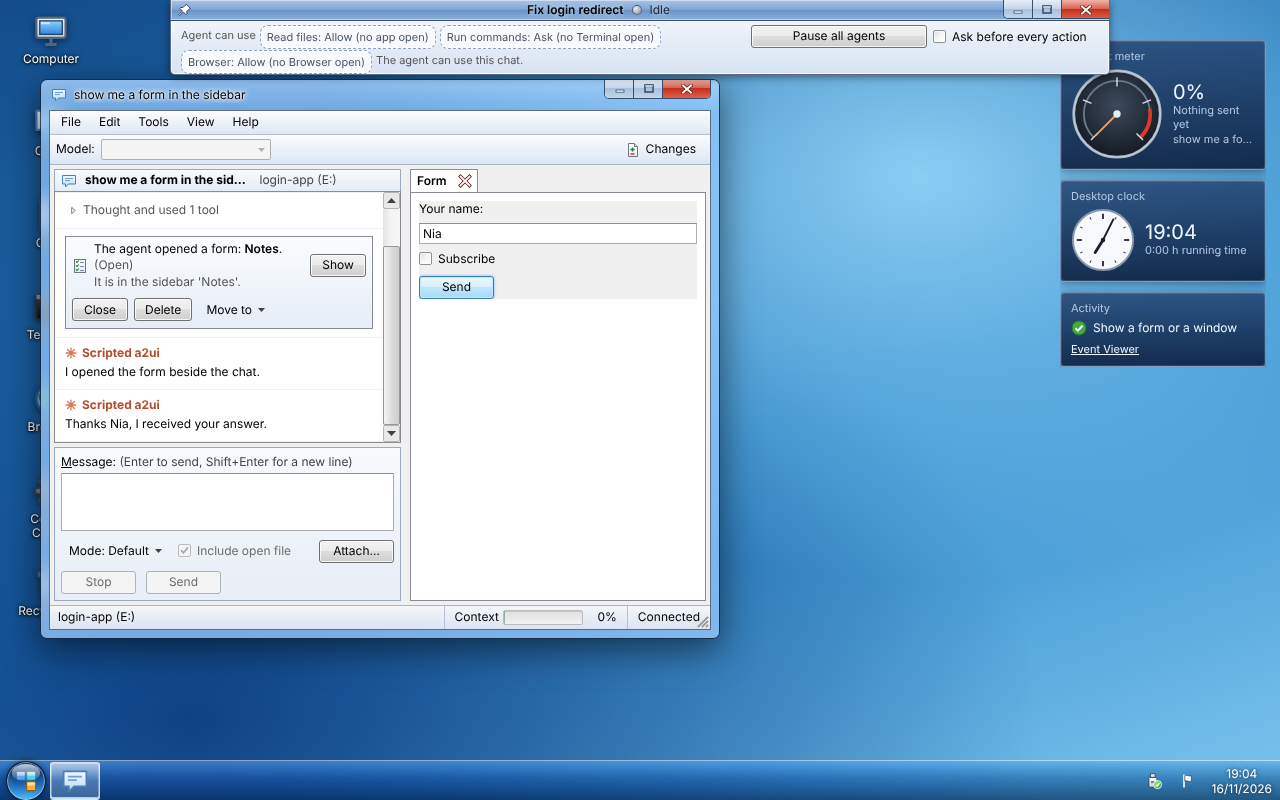 Fix login redirect Idle
Agent can use Read files: Allow (no app open) Run commands: Ask (no Terminal open)
Browser: Allow (no Browser open) The agent can use this chat.
Pause all agents Ask before every action
Computer
show me a form in the sidebar
File Edit Tools View Help
Model:
Changes
show me a form in the sid... login-app (E:)
Thought and used 1 tool
The agent opened a form: Notes.
(Open)
It is in the sidebar 'Notes'.
Show
Close Delete Move to
Scripted a2ui
I opened the form beside the chat.
Scripted a2ui
Thanks Nia, I received your answer.
Message: (Enter to send, Shift+Enter for a new line)
Mode: Default Include open file Attach...
Stop Send
Form
Your name:
Nia
Subscribe
Send
login-app (E:) Context 0% Connected
meter
0%
Nothing sent
yet
show me a fo...
Desktop clock
19:04
0:00 h running time
Activity
Show a form or a window
Event Viewer
19:04
16/11/2026